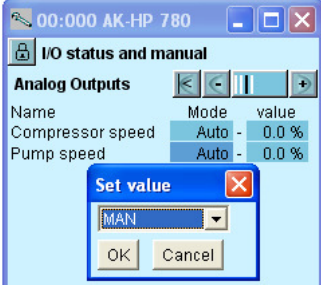 00:000 AK-HP 780
I/O status and manual
Analog Outputs
Name Mode value
Compressor speed Auto - 0.0 %
Pump speed Auto - 0.0 %
Set value
MAN
OK Cancel